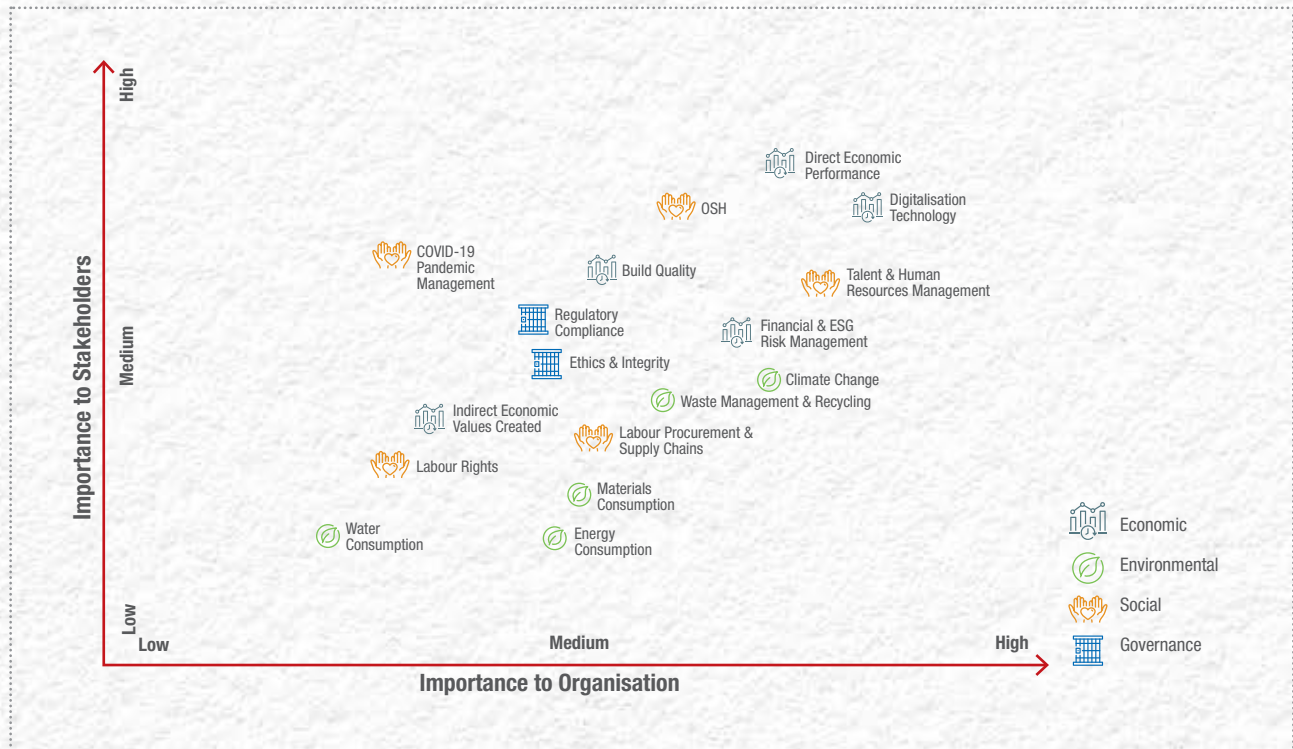 High
Direct Economic
Performance
Digitalisation
Technology
OSH
COVID-19
Pandemic
Management
Build Quality
Talent & Human
Resources Management
Regulatory
Compliance
Financial & ESG
Risk Management
Ethics & Integrity
Climate Change
Waste Management & Recycling
Indirect Economic
Values Created
Labour Procurement &
Supply Chains
Labour Rights
Materials
Consumption
Water
Consumption
Energy
Consumption
Importance to Stakeholders
Medium
Low
Low
Medium
High
Importance to Organisation
Economic
Environmental
Social
Governance